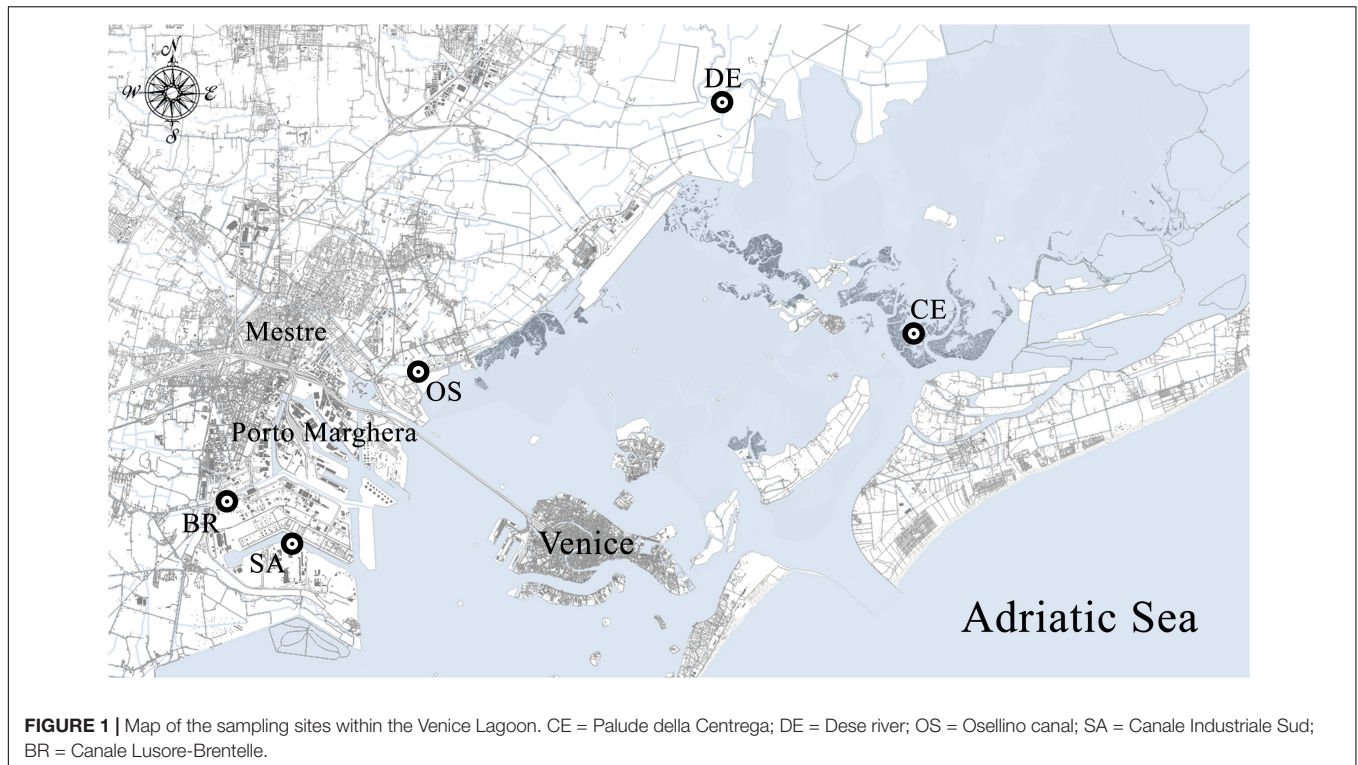 N
W E
S
DE
CE
Mestre
OS
Porto Marghera
BR
SA
Venice
Adriatic Sea
FIGURE 1 | Map of the sampling sites within the Venice Lagoon. CE = Palude della Centrega; DE = Dese river; OS = Osellino canal; SA = Canale Industriale Sud;
BR = Canale Lusore-Brentelle.